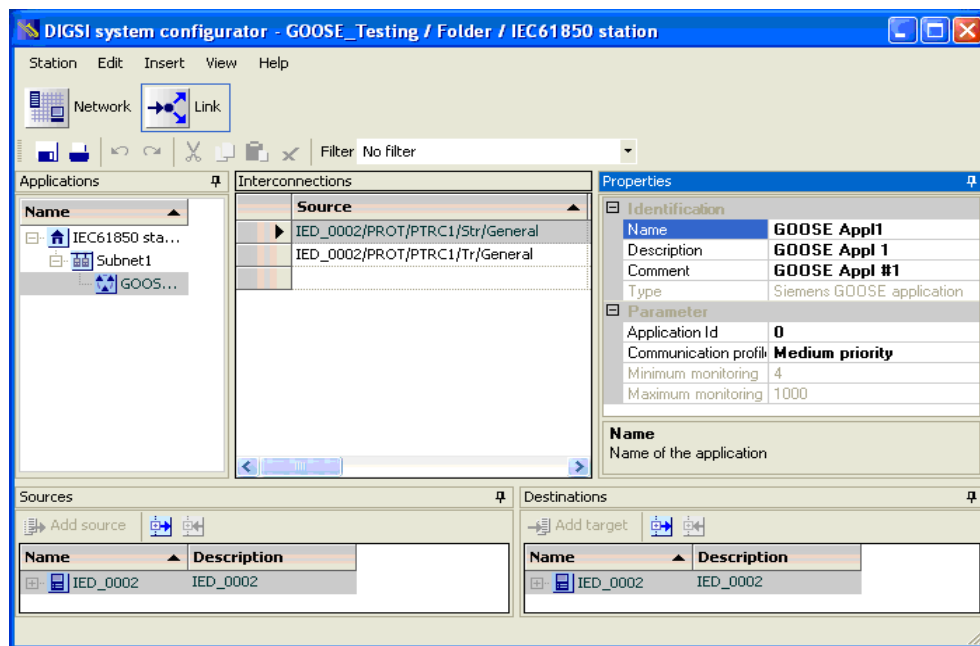 DIGSI system configurator - GOOSE_Testing / Folder / IEC61850 station
Station Edit Insert View Help
Network Link
Filter No filter
Applications
Name
IEC61850 sta...
Subnet1
GOOS...
Interconnections
Source
IED_0002/PROT/PTRC1/Str/General
IED_0002/PROT/PTRC1/Tr/General
Properties
Identification
Name GOOSE Appl1
Description GOOSE Appl 1
Comment GOOSE Appl #1
Type Siemens GOOSE application
Parameter
Application Id 0
Communication profil Medium priority
Minimum monitoring 4
Maximum monitoring 1000
Name
Name of the application
Sources
Add source
Name Description
IED_0002 IED_0002
Destinations
Add target
Name Description
IED_0002 IED_0002